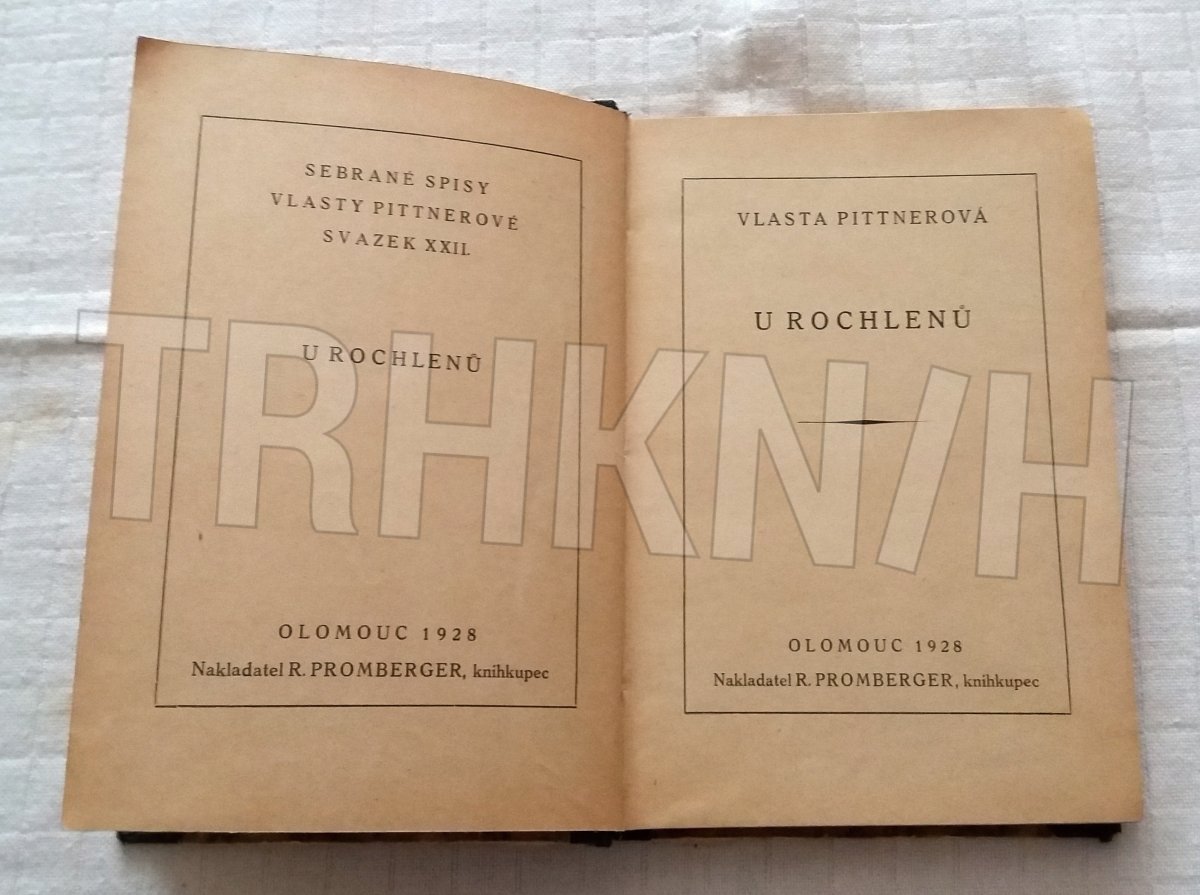 SEBRANÉ SPISY
VLASTY PITTNEROVÉ
SVAZEK XXII.
U ROCHLENŮ
OLOMOUC 1928
Nakladatel R. PROMBERGER, knihkupec
VLASTA PITTNEROVÁ
U ROCHLENŮ
OLOMOUC 1928
Nakladatel R. PROMBERGER, knihkupec
TRHKNIH